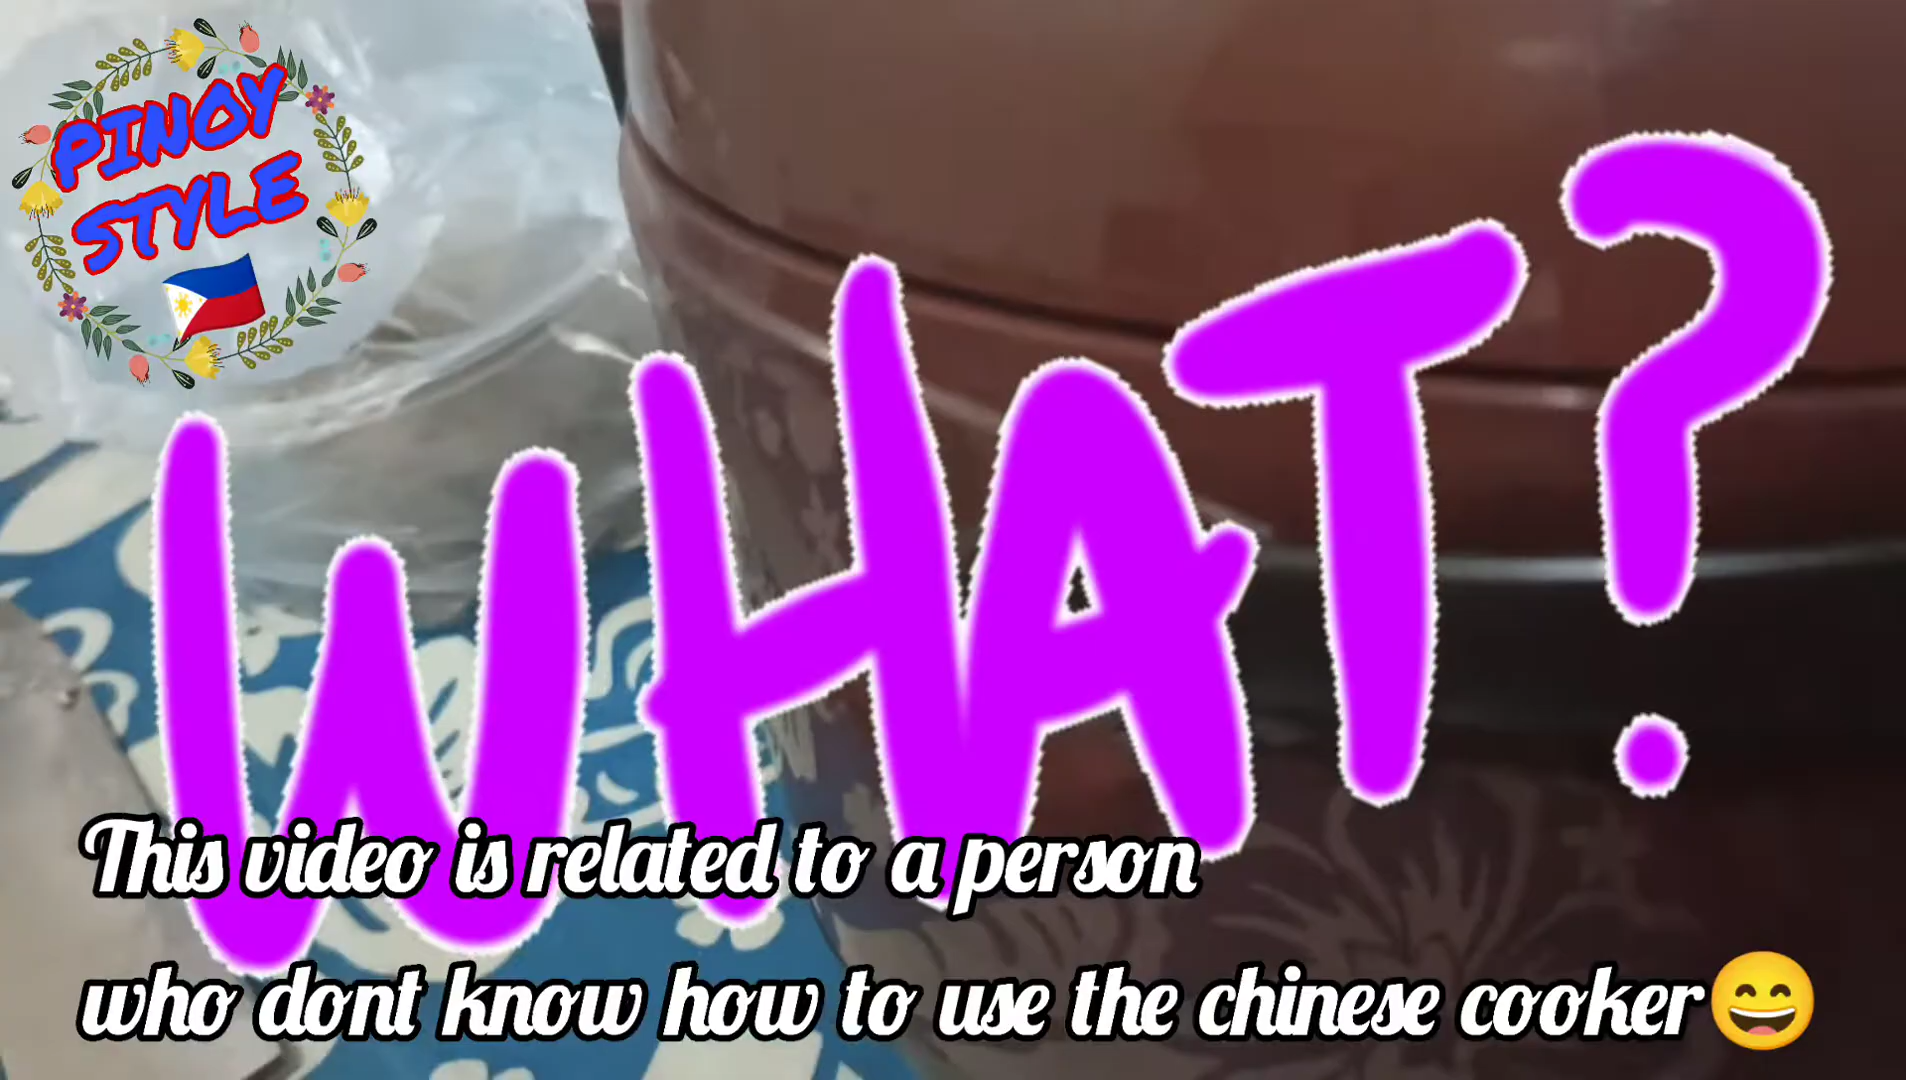 PINOY
STYLE
WHAT?
This video is related to a person
who dont know how to use the chinese cooker😄